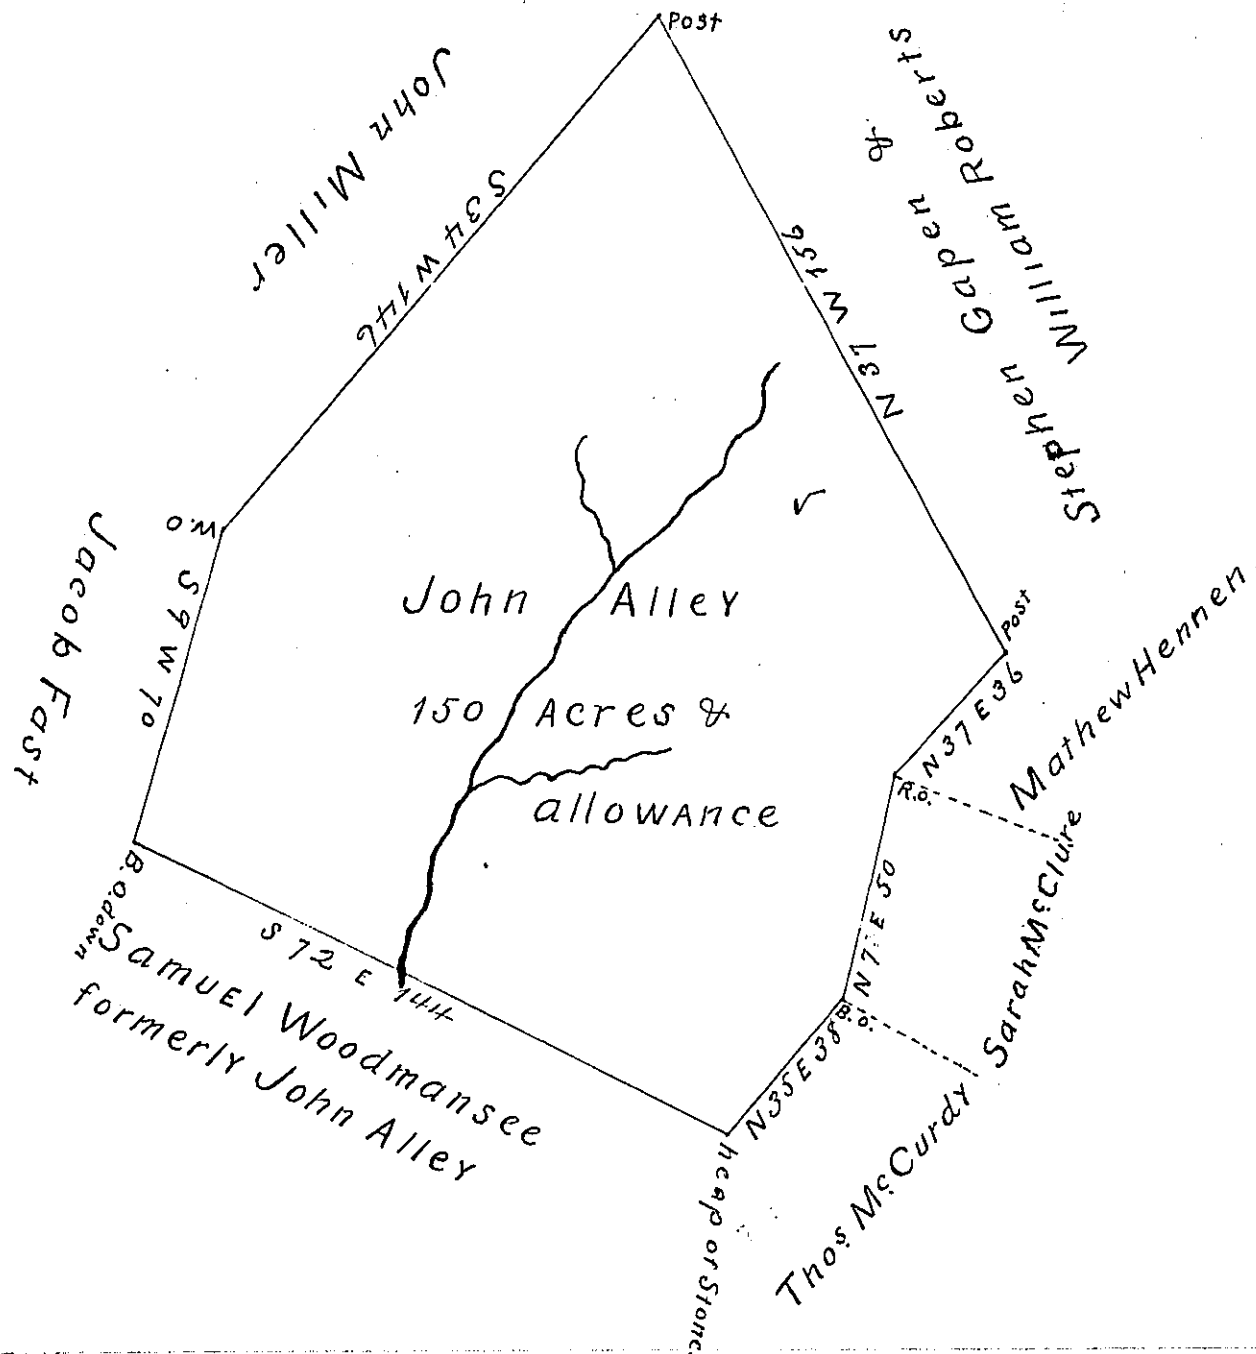 Post
John Miller
S 34 W 146
Stephen Gapen &
William Roberts
N 37 W 156
W.O
S 9 W 70
Jacob Fast
John Alley
150 Acres &
allowance
Post
N 37 E 36
Mathew Hennen
R.O.
N 7 E 50
Sarah McClure
B.O.
N 35 E 38
Thos McCurdy
B.O. down
S 72 E 144
Samuel Woodmansee
formerly John Alley
heap of Stone